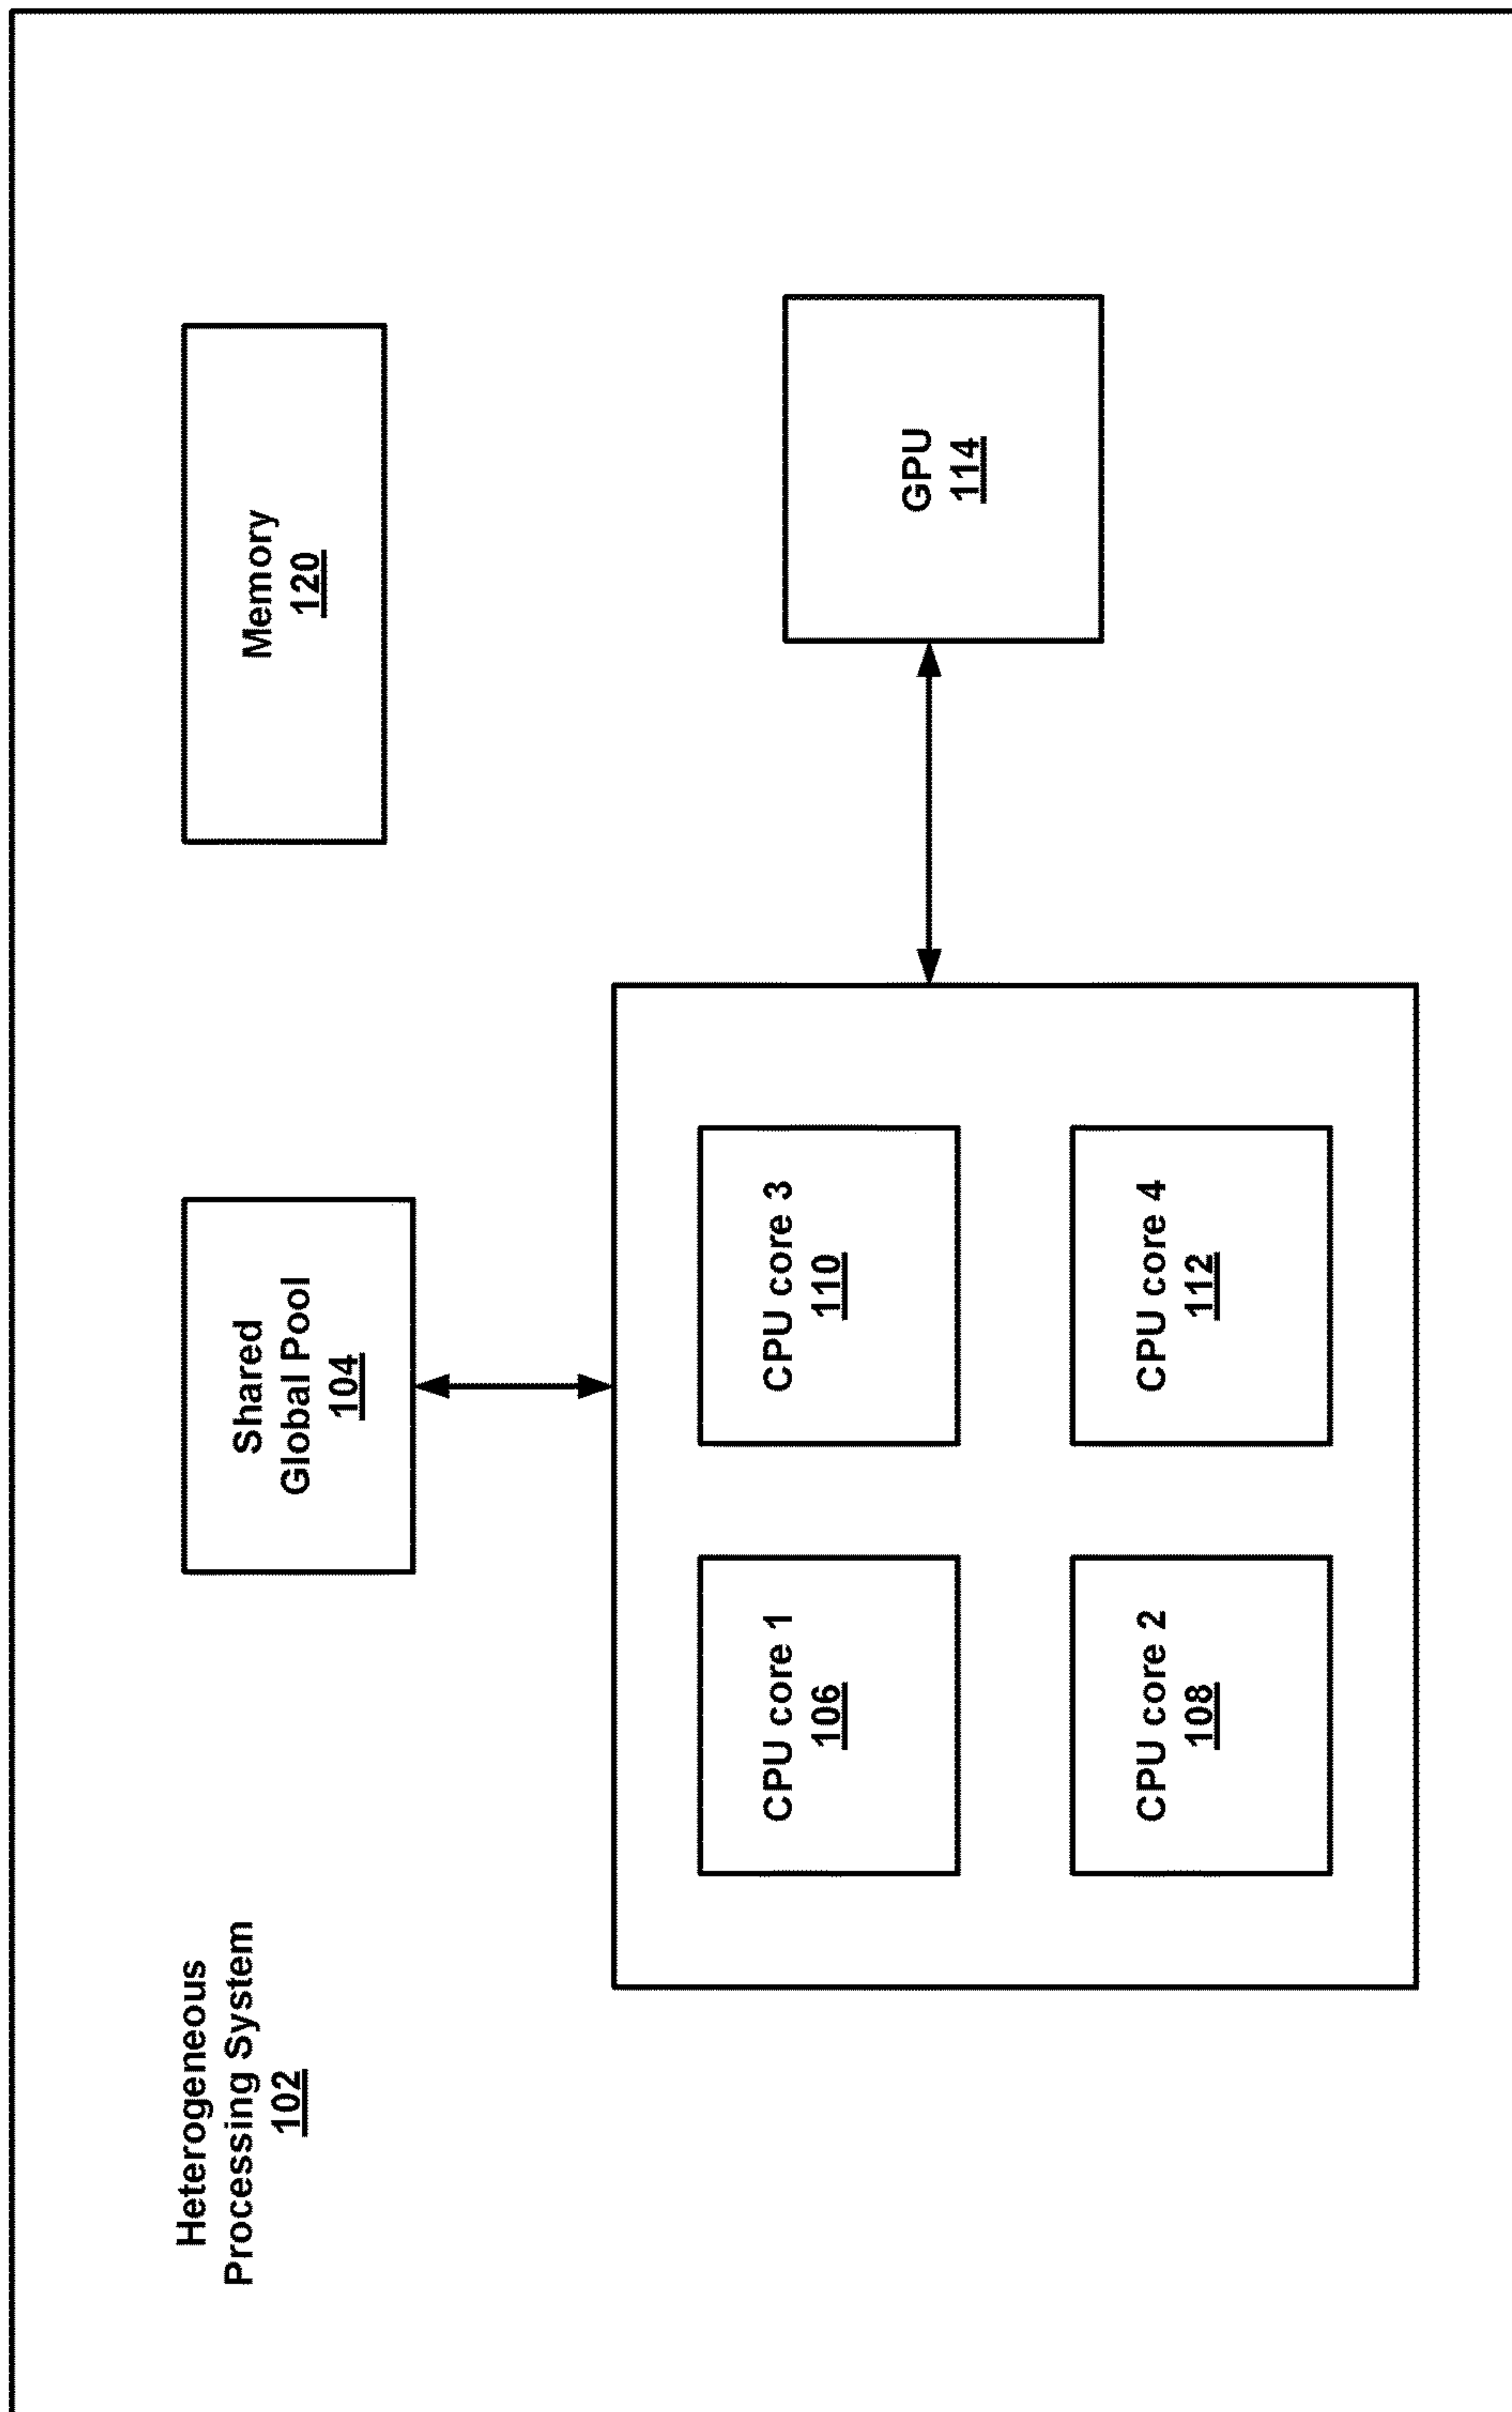 Heterogeneous
Processing System
102
Shared
Global Pool
104
Memory
120
CPU core 1
106
CPU core 3
110
CPU core 2
108
CPU core 4
112
GPU
114